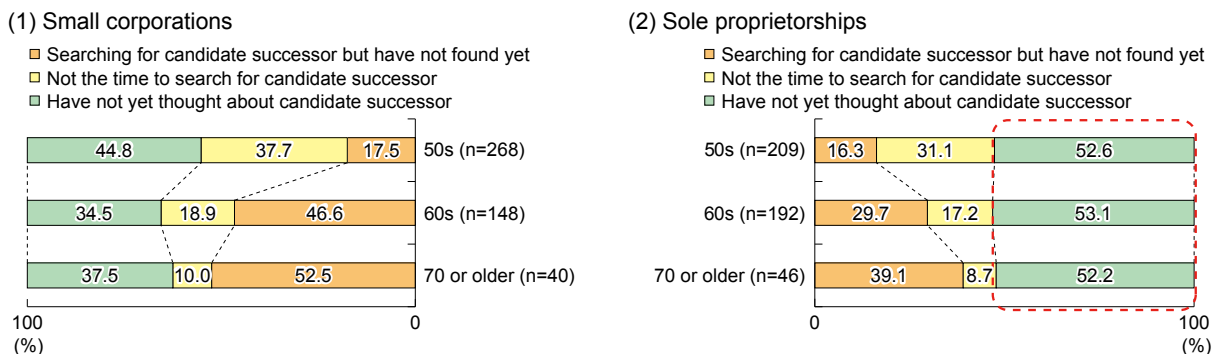 (1) Small corporations
Searching for candidate successor but have not found yet
Not the time to search for candidate successor
Have not yet thought about candidate successor
44.8 37.7 17.5 50s (n=268)
34.5 18.9 46.6 60s (n=148)
37.5 10.0 52.5 70 or older (n=40)
100 0
(%)
(2) Sole proprietorships
Searching for candidate successor but have not found yet
Not the time to search for candidate successor
Have not yet thought about candidate successor
50s (n=209) 16.3 31.1 52.6
60s (n=192) 29.7 17.2 53.1
70 or older (n=46) 39.1 8.7 52.2
0 100
(%)